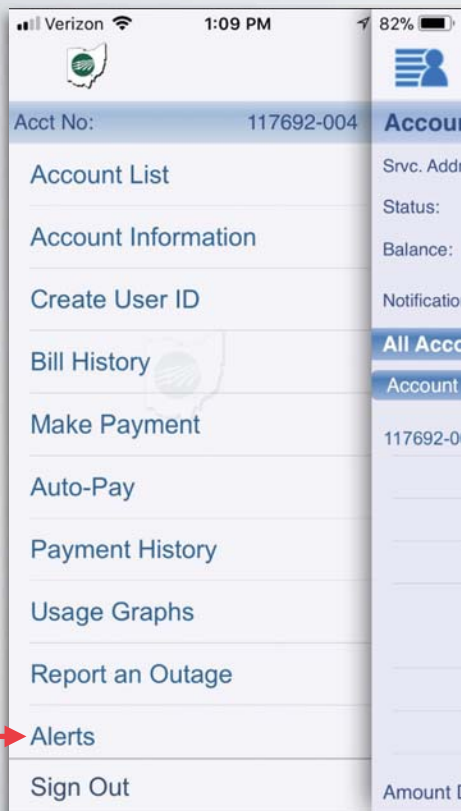 Verizon 1:09 PM 82%
Acct No: 117692-004
Account List
Account Information
Create User ID
Bill History
Make Payment
Auto-Pay
Payment History
Usage Graphs
Report an Outage
Alerts
Sign Out
Srvc. Addr
Status:
Balance:
All
Account
117692-0
Amount